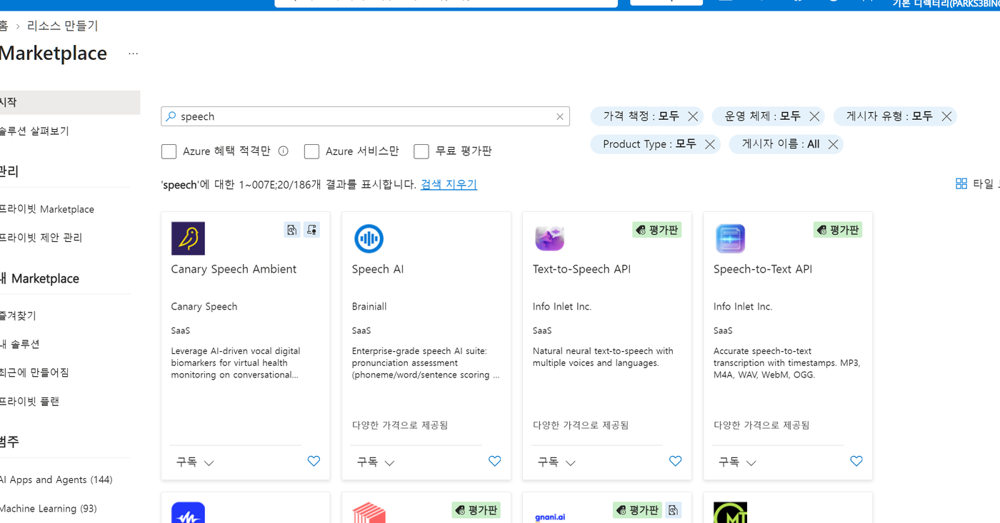 기본 디렉터리(PARKS3BING
홈 > 리소스 만들기
Marketplace ...
시작
솔루션 살펴보기
관리
프라이빗 Marketplace
프라이빗 제안 관리
내 Marketplace
즐겨찾기
내 솔루션
최근에 만들어짐
프라이빗 플랜
범주
AI Apps and Agents (144)
Machine Learning (93)
speech
가격 책정 : 모두
운영 체제 : 모두
게시자 유형 : 모두
Azure 혜택 적격만
Azure 서비스만
무료 평가판
Product Type : 모두
게시자 이름 : All
'speech'에 대한 1~007E;20/186개 결과를 표시합니다. 검색 지우기
타일
Canary Speech Ambient
Canary Speech
SaaS
Leverage AI-driven vocal digital
biomarkers for virtual health
monitoring on conversational...
구독
Speech AI
Brainiall
SaaS
Enterprise-grade speech AI suite:
pronunciation assessment
(phoneme/word/sentence scoring ...
다양한 가격으로 제공됨
구독
평가판
Text-to-Speech API
Info Inlet Inc.
SaaS
Natural neural text-to-speech with
multiple voices and languages.
다양한 가격으로 제공됨
구독
평가판
Speech-to-Text API
Info Inlet Inc.
SaaS
Accurate speech-to-text
transcription with timestamps. MP3,
M4A, WAV, WebM, OGG.
다양한 가격으로 제공됨
구독
평가판
gnani.ai
평가판
MT